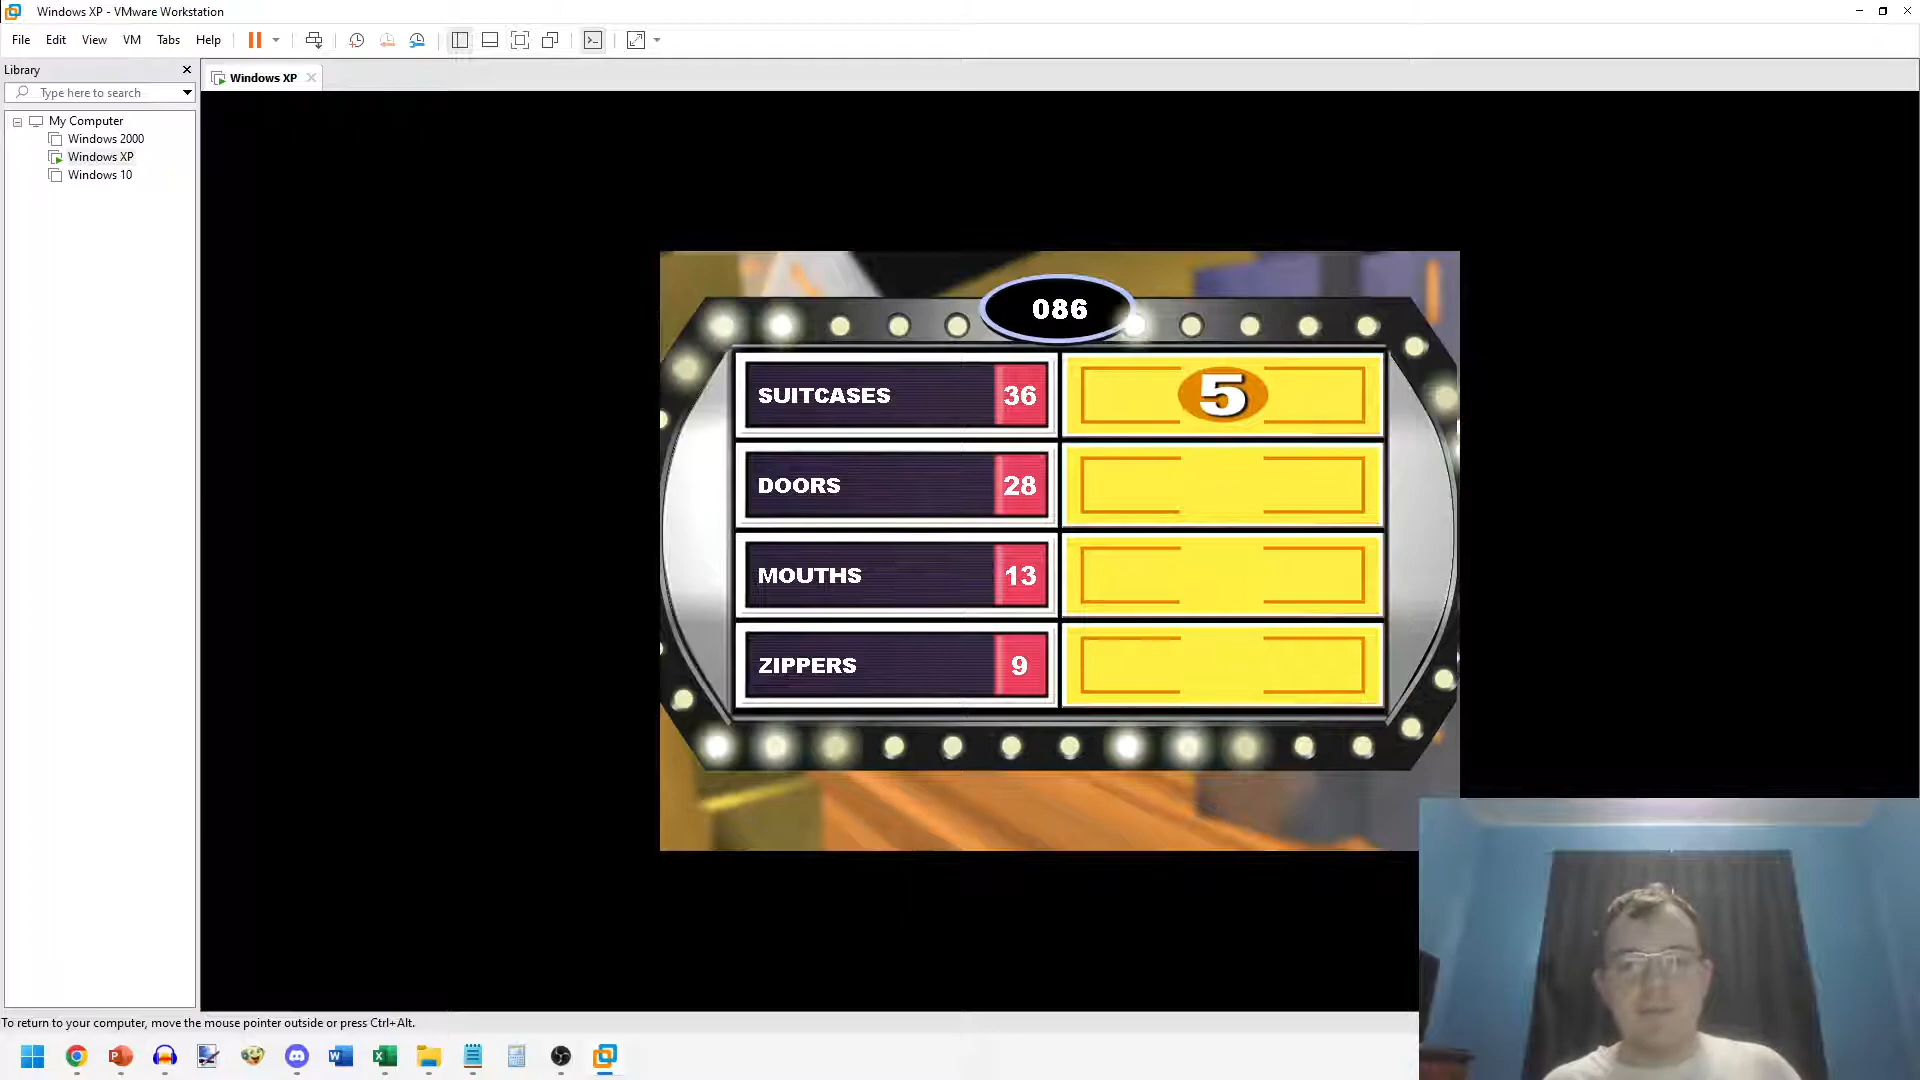 Windows XP - VMware Workstation
File Edit View VM Tabs Help
Library
Windows XP
Type here to search
My Computer
Windows 2000
Windows XP
Windows 10
086
SUITCASES 36
5
DOORS 28
MOUTHS 13
ZIPPERS 9
To return to your computer, move the mouse pointer outside or press Ctrl+Alt.